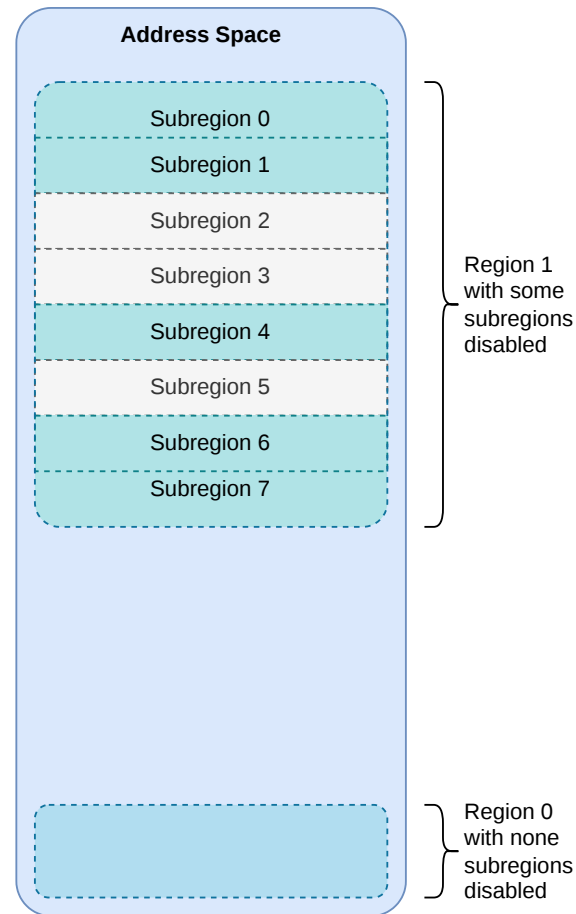 Address Space
Subregion 0
Subregion 1
Subregion 2
Subregion 3
Subregion 4
Subregion 5
Subregion 6
Subregion 7
Region 1
with some
subregions
disabled
Region 0
with none
subregions
disabled